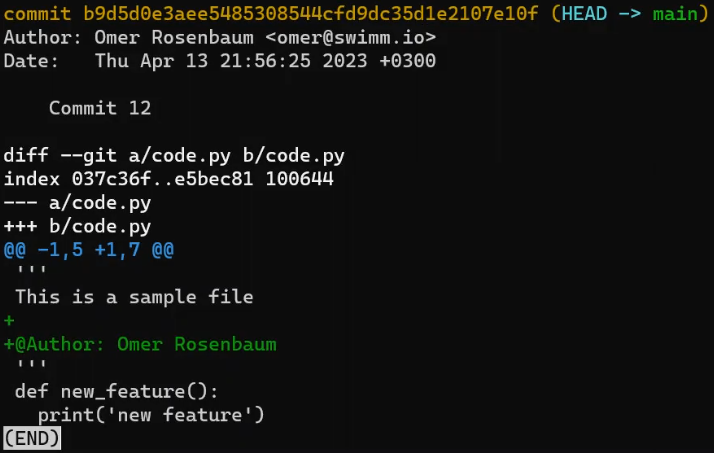 commit b9d5d0e3aee5485308544cfd9dc35d1e2107e10f (HEAD -> main)
Author: Omer Rosenbaum <omer@swimm.io>
Date:   Thu Apr 13 21:56:25 2023 +0300

    Commit 12

diff --git a/code.py b/code.py
index 037c36f..e5bec81 100644
--- a/code.py
+++ b/code.py
@@ -1,5 +1,7 @@
 '''
 This is a sample file
+
+@Author: Omer Rosenbaum
 '''
 def new_feature():
   print('new feature')
(END)